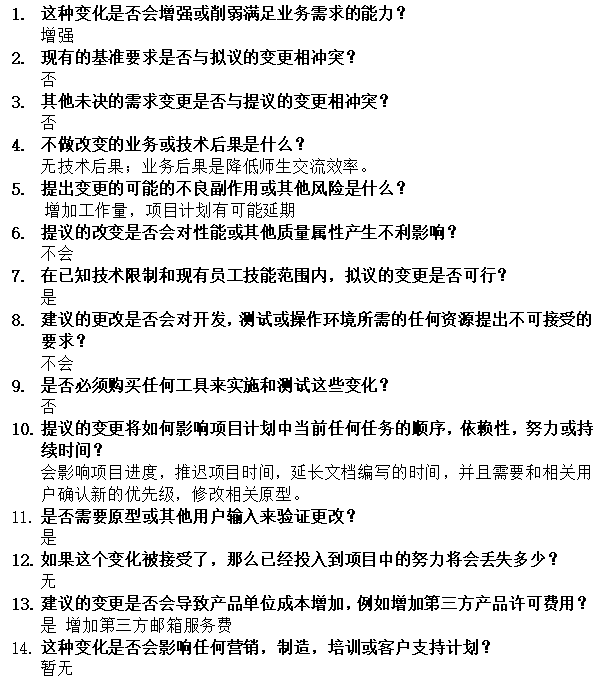 1. 这种变化是否会增强或削弱满足业务需求的能力？
增强
2. 现有的基准要求是否与拟议的变更相冲突？
否
3. 其他未决的需求变更是否与提议的变更相冲突？
否
4. 不做改变的业务或技术后果是什么？
无技术后果；业务后果是降低师生交流效率。
5. 提出变更的可能的不良副作用或其他风险是什么？
增加工作量，项目计划有可能延期
6. 提议的改变是否会对性能或其他质量属性产生不利影响？
不会
7. 在已知技术限制和现有员工技能范围内，拟议的变更是否可行？
是
8. 建议的更改是否会对开发，测试或操作环境所需的任何资源提出不可接受的
要求？
不会
9. 是否必须购买任何工具来实施和测试这些变化？
否
10. 提议的变更将如何影响项目计划中当前任何任务的顺序，依赖性，努力或持
续时间？
会影响项目进度，推迟项目时间，延长文档编写的时间，并且需要和相关用
户确认新的优先级，修改相关原型。
11. 是否需要原型或其他用户输入来验证更改？
是
12. 如果这个变化被接受了，那么已经投入到项目中的努力将会丢失多少？
无
13. 建议的变更是否会导致产品单位成本增加，例如增加第三方产品许可费用？
是 增加第三方邮箱服务费
14. 这种变化是否会影响任何营销，制造，培训或客户支持计划？
暂无